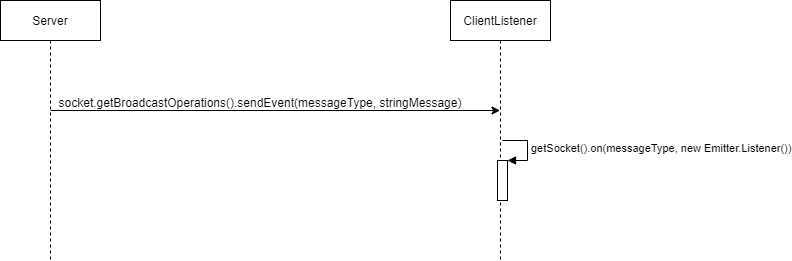 Server
ClientListener
socket.getBroadcastOperations().sendEvent(messageType, stringMessage)
getSocket().on(messageType, new Emitter.Listener())